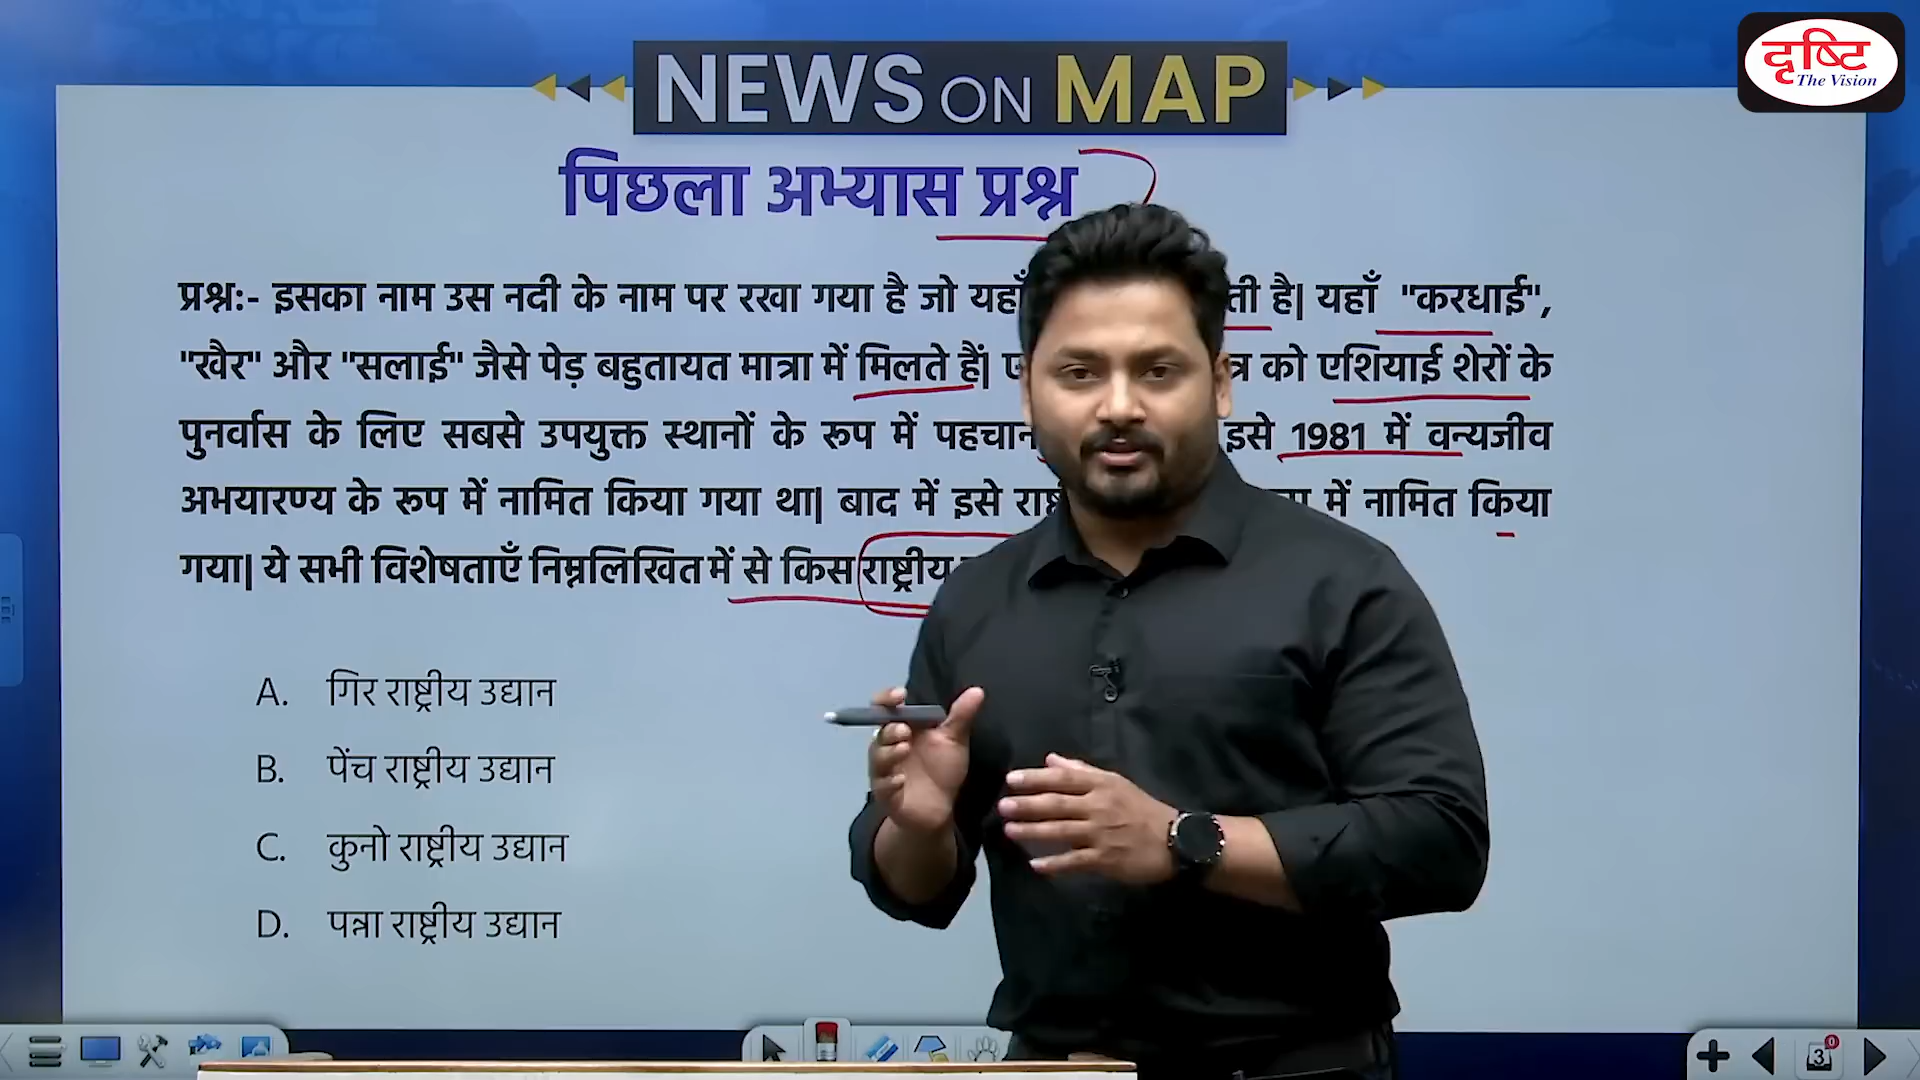 NEWS ON MAP
दृष्टि
The Vision
पिछला अभ्यास प्रश्न
प्रश्न:- इसका नाम उस नदी के नाम पर रखा गया है जो है| यहाँ "करधाई",
"खैर" और "सलाई" जैसे पेड़ बहुतायत मात्रा में मिलते हैं| को एशियाई शेरों के
पुनर्वास के लिए सबसे उपयुक्त स्थानों के रूप में इसे 1981 में वन्यजीव
अभयारण्य के रूप में नामित किया गया था| बाद में इसे में नामित किया
गया| ये सभी विशेषताएँ निम्नलिखित में से किस राष्ट्रीय
A. गिर राष्ट्रीय उद्यान
B. पेंच राष्ट्रीय उद्यान
C. कुनो राष्ट्रीय उद्यान
D. पन्ना राष्ट्रीय उद्यान
3
0